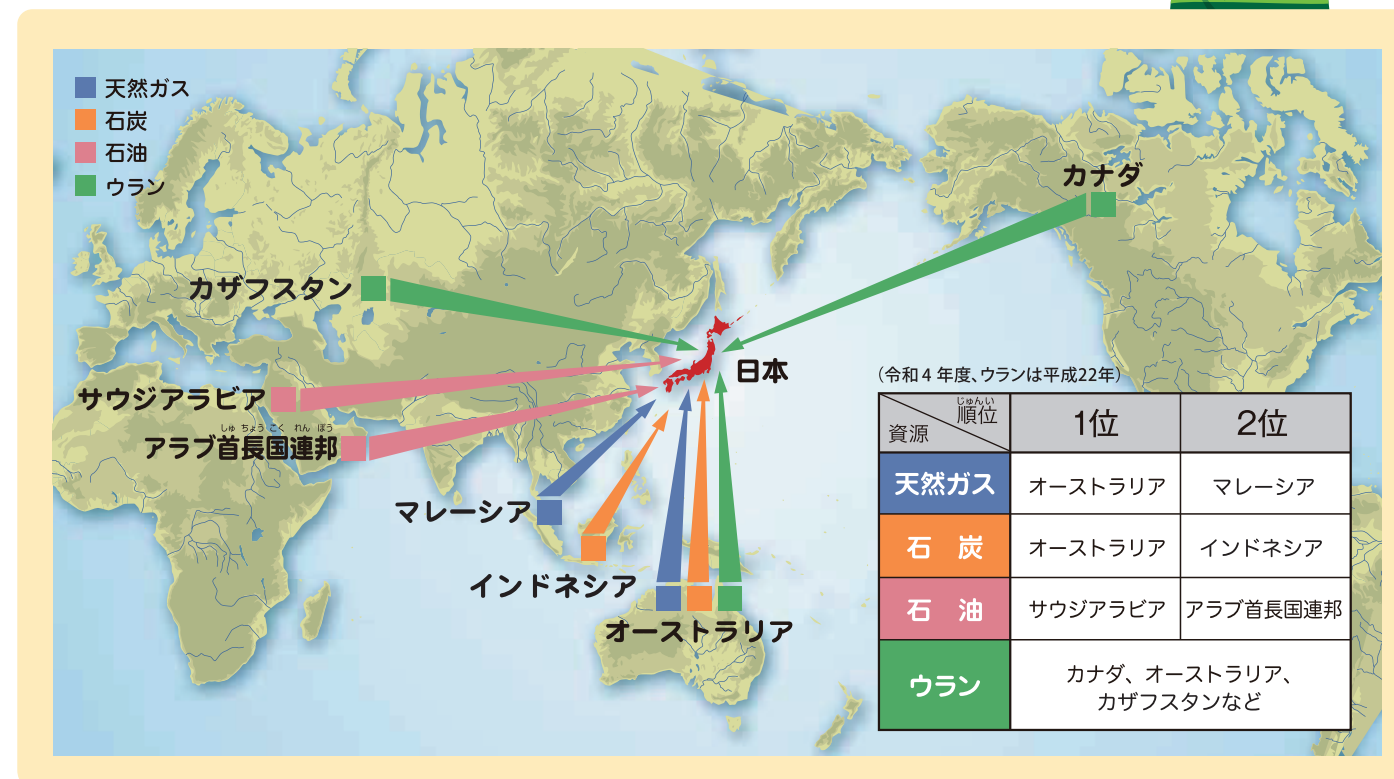 天然ガス
石炭
石油
ウラン
カナダ
カザフスタン
日本
サウジアラビア
しゅちょうこくれんぽう
アラブ首長国連邦
マレーシア
インドネシア
オーストラリア
(令和4年度、ウランは平成22年)
じゅんい
順位
資源
1位
2位
天然ガス
オーストラリア
マレーシア
石 炭
オーストラリア
インドネシア
石 油
サウジアラビア
アラブ首長国連邦
ウラン
カナダ、オーストラリア、
カザフスタンなど